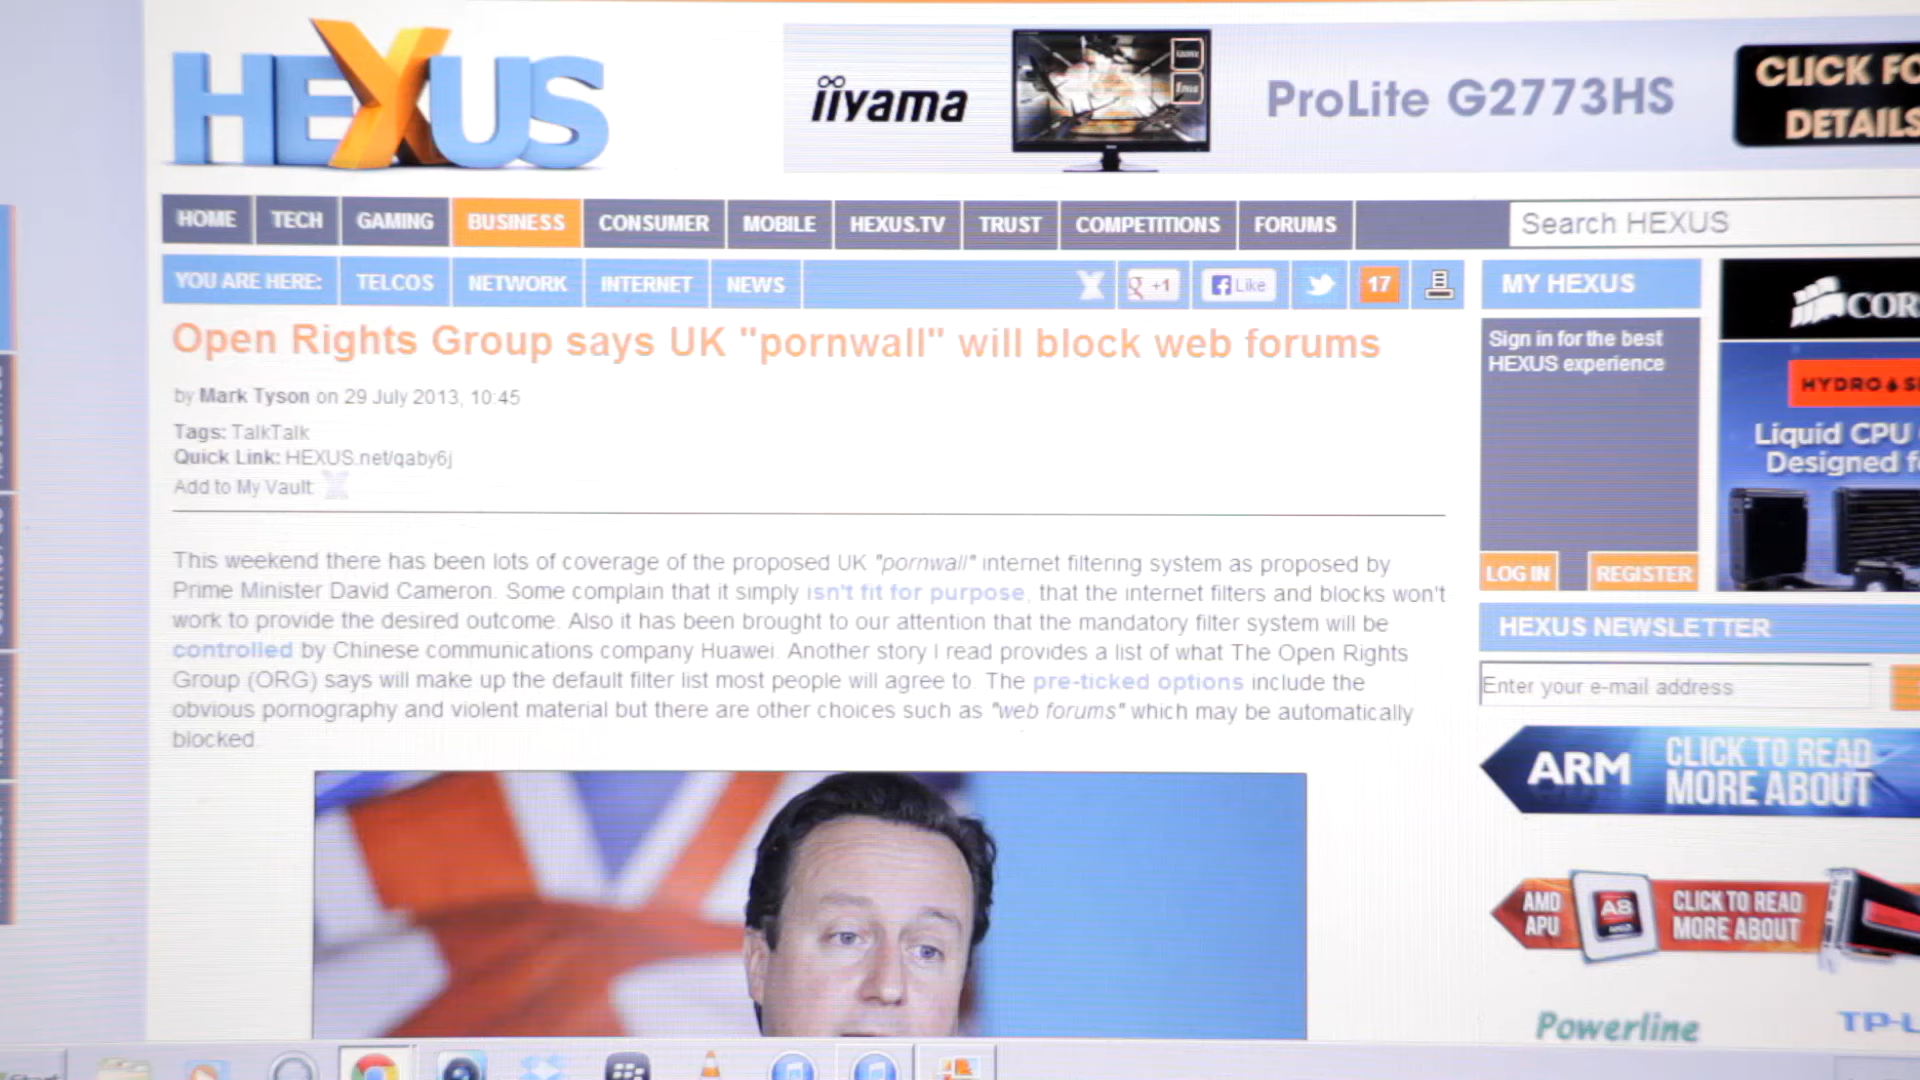 HEXUS
iiyama
ProLite G2773HS
CLICK FO
DETAILS
HOME TECH GAMING BUSINESS CONSUMER MOBILE HEXUS.TV TRUST COMPETITIONS FORUMS
Search HEXUS
YOU ARE HERE: TELCOS NETWORK INTERNET NEWS
+1 Like 17
MY HEXUS
Open Rights Group says UK "pornwall" will block web forums
by Mark Tyson on 29 July 2013, 10:45
Tags: TalkTalk
Quick Link: HEXUS.net/qaby6j
Add to My Vault:
This weekend there has been lots of coverage of the proposed UK "pornwall" internet filtering system as proposed by
Prime Minister David Cameron. Some complain that it simply isn't fit for purpose, that the internet filters and blocks won't
work to provide the desired outcome. Also it has been brought to our attention that the mandatory filter system will be
controlled by Chinese communications company Huawei. Another story I read provides a list of what The Open Rights
Group (ORG) says will make up the default filter list most people will agree to. The pre-ticked options include the
obvious pornography and violent material but there are other choices such as "web forums" which may be automatically
blocked.
Sign in for the best
HEXUS experience
LOG IN REGISTER
COR
HYDRO S
Liquid CPU
Designed f
HEXUS NEWSLETTER
Enter your e-mail address
ARM
CLICK TO READ
MORE ABOUT
AMD
APU
A8
CLICK TO READ
MORE ABOUT
Powerline
TP-L